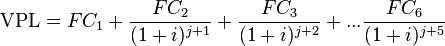 VPL = FC_1 + \frac{FC_2}{(1+i)^{j+1}} + \frac{FC_3}{(1+i)^{j+2}} + ... \frac{FC_6}{(1+i)^{j+5}}